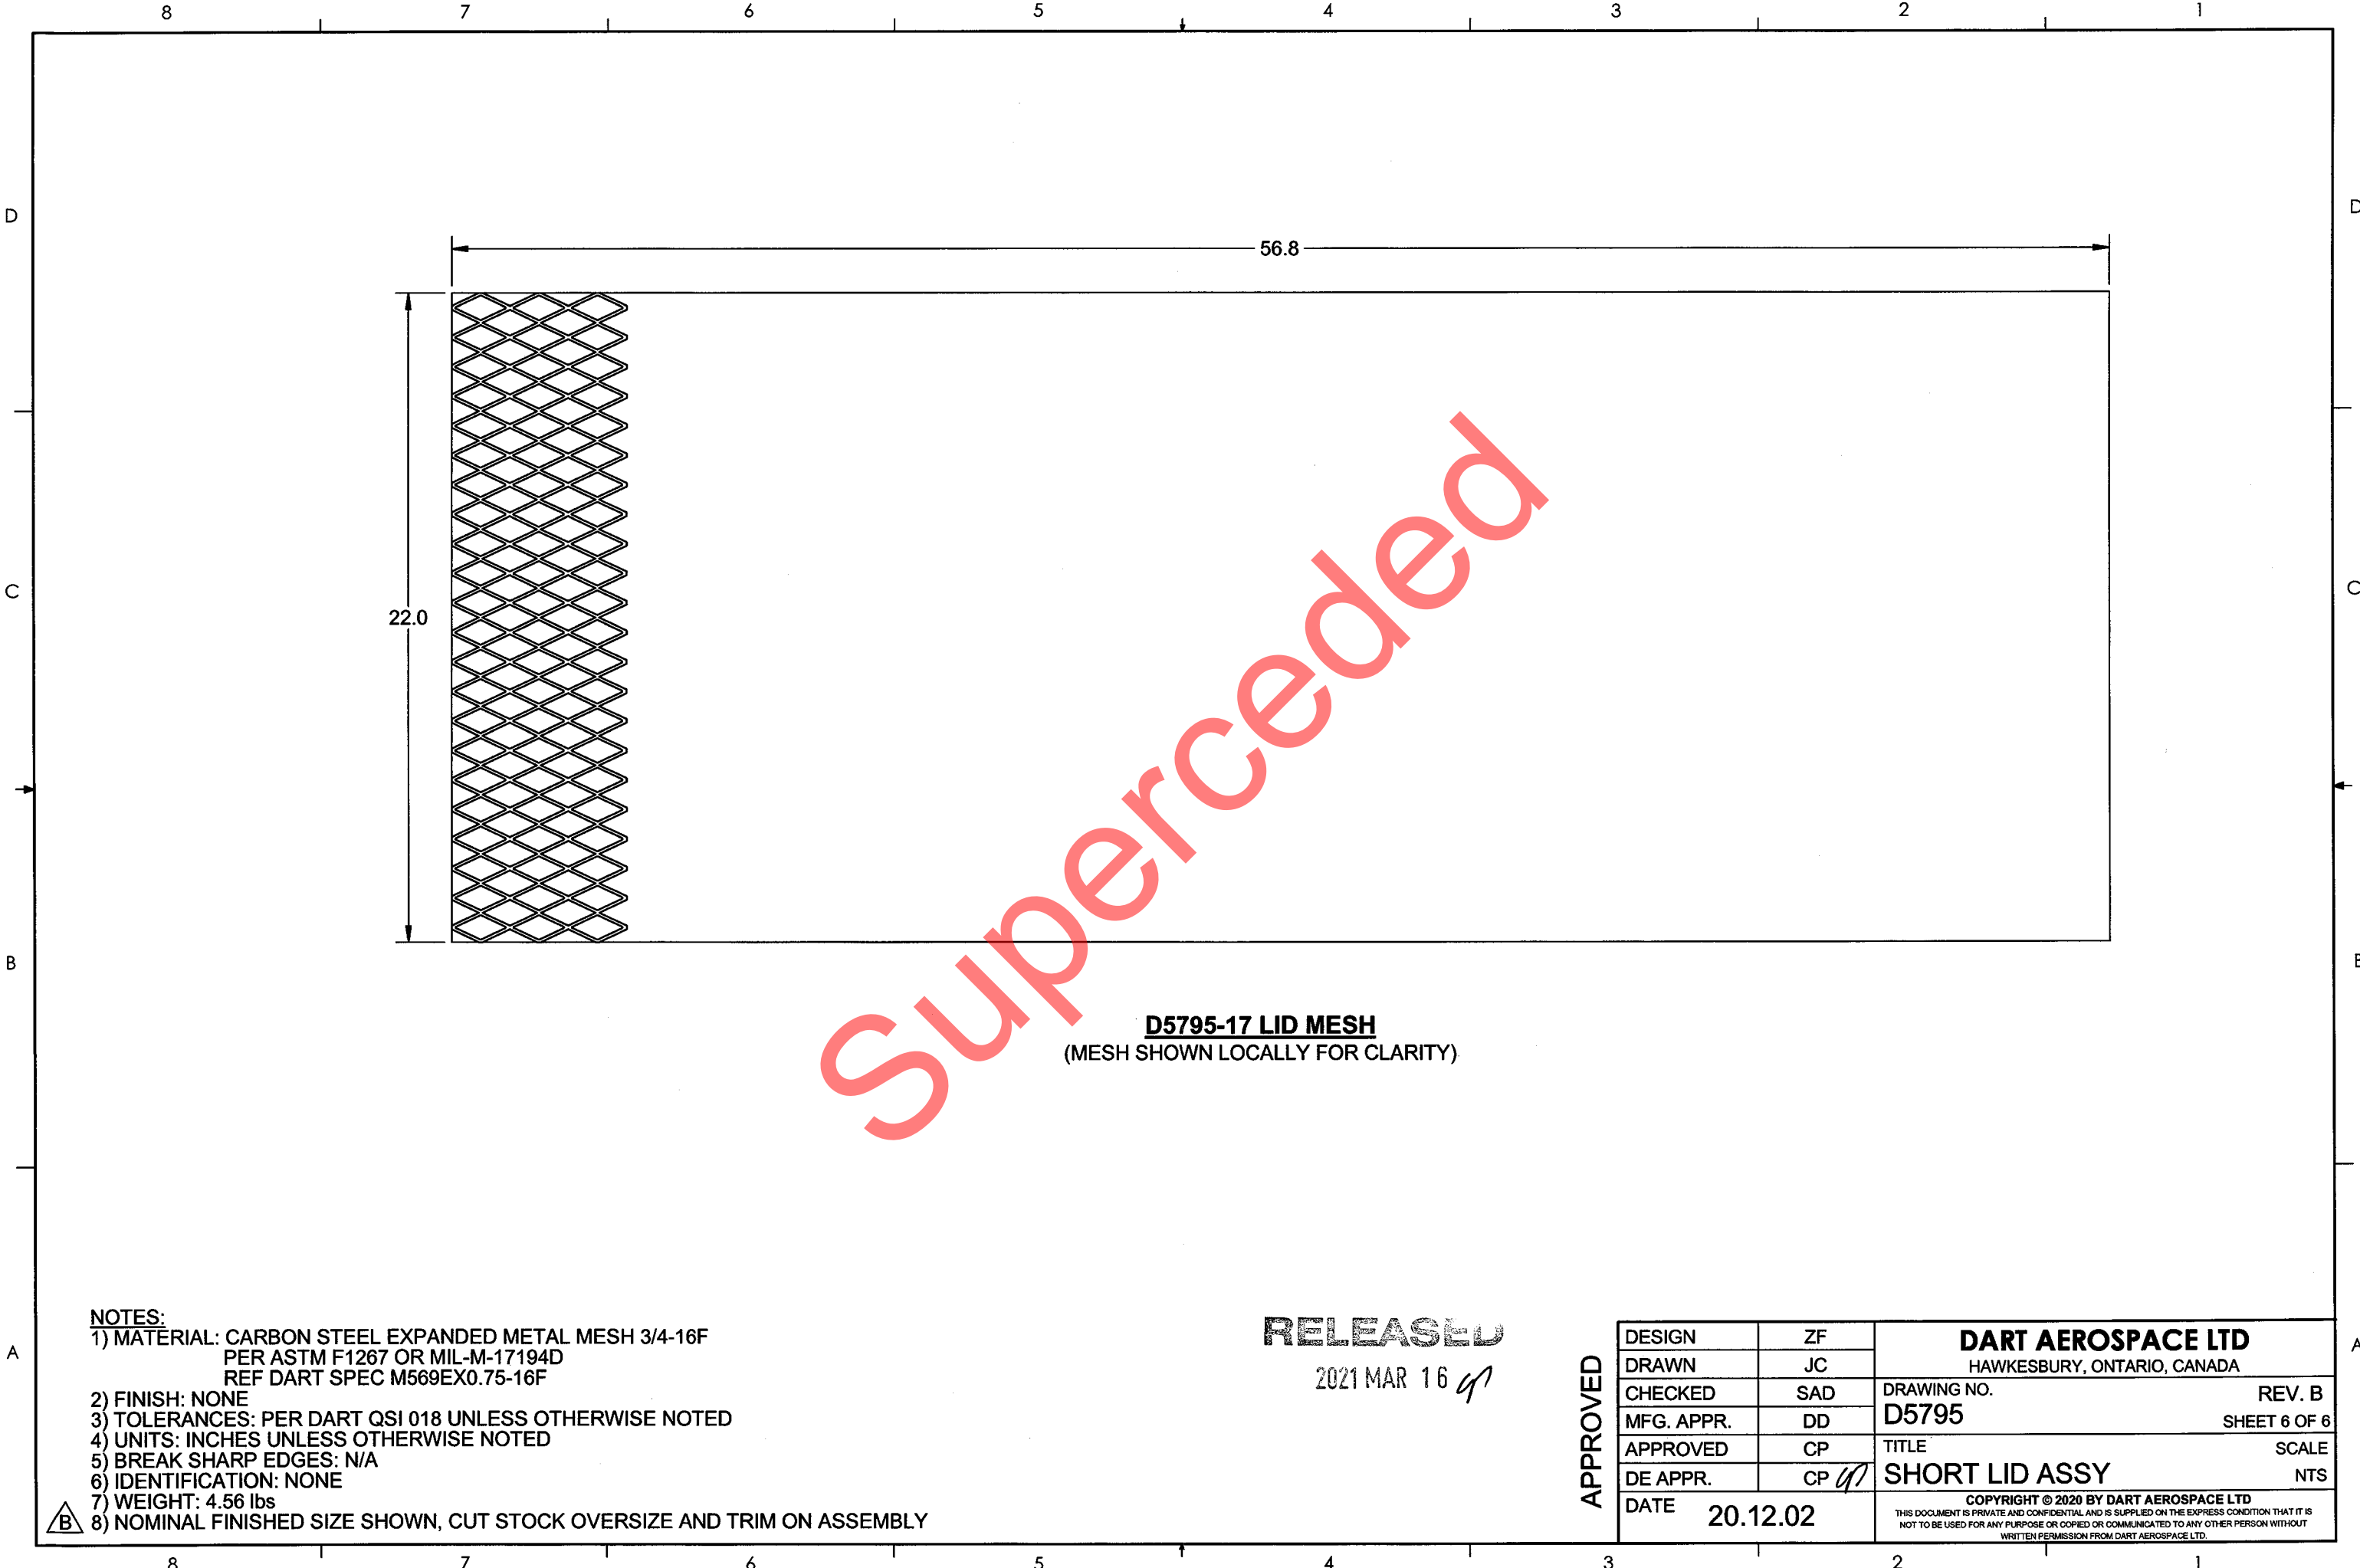 8 7 6 5 4 3 2 1
D D
56.8
C C
22.0
Superceded
B B
D5795-17 LID MESH
(MESH SHOWN LOCALLY FOR CLARITY)
NOTES:
1) MATERIAL: CARBON STEEL EXPANDED METAL MESH 3/4-16F
PER ASTM F1267 OR MIL-M-17194D
REF DART SPEC M569EX0.75-16F
2) FINISH: NONE
3) TOLERANCES: PER DART QSI 018 UNLESS OTHERWISE NOTED
4) UNITS: INCHES UNLESS OTHERWISE NOTED
5) BREAK SHARP EDGES: N/A
6) IDENTIFICATION: NONE
7) WEIGHT: 4.56 lbs
B 8) NOMINAL FINISHED SIZE SHOWN, CUT STOCK OVERSIZE AND TRIM ON ASSEMBLY
A A
RELEASED
2021 MAR 16
APPROVED
DESIGN ZF
DRAWN JC
CHECKED SAD
MFG. APPR. DD
APPROVED CP
DE APPR. CP
DATE 20.12.02
DART AEROSPACE LTD
HAWKESBURY, ONTARIO, CANADA
DRAWING NO. REV. B
D5795 SHEET 6 OF 6
TITLE SCALE
SHORT LID ASSY NTS
COPYRIGHT © 2020 BY DART AEROSPACE LTD
THIS DOCUMENT IS PRIVATE AND CONFIDENTIAL AND IS SUPPLIED ON THE EXPRESS CONDITION THAT IT IS
NOT TO BE USED FOR ANY PURPOSE OR COPIED OR COMMUNICATED TO ANY OTHER PERSON WITHOUT
WRITTEN PERMISSION FROM DART AEROSPACE LTD.
8 7 6 5 4 3 2 1